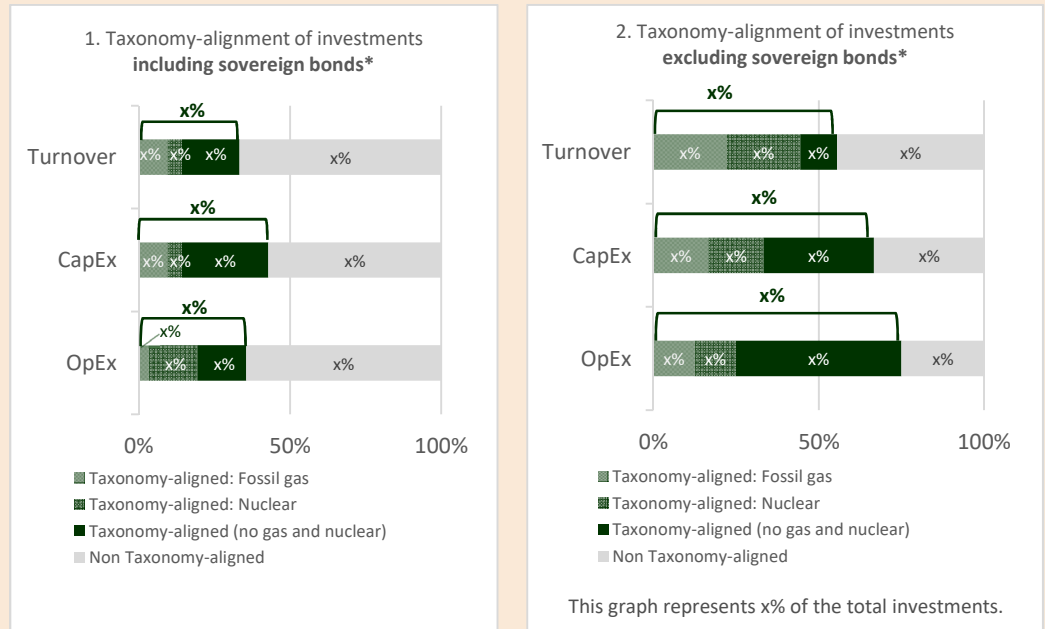 1. Taxonomy-alignment of investments
including sovereign bonds*
x%
Turnover
x% x% x% x%
x%
CapEx
x% x% x% x%
x%
x%
OpEx
x% x% x%
0% 50% 100%
Taxonomy-aligned: Fossil gas
Taxonomy-aligned: Nuclear
Taxonomy-aligned (no gas and nuclear)
Non Taxonomy-aligned
2. Taxonomy-alignment of investments
excluding sovereign bonds*
x%
Turnover
x% x% x% x%
x%
CapEx
x% x% x% x%
x%
OpEx
x% x% x% x%
0% 50% 100%
Taxonomy-aligned: Fossil gas
Taxonomy-aligned: Nuclear
Taxonomy-aligned (no gas and nuclear)
Non Taxonomy-aligned
This graph represents x% of the total investments.